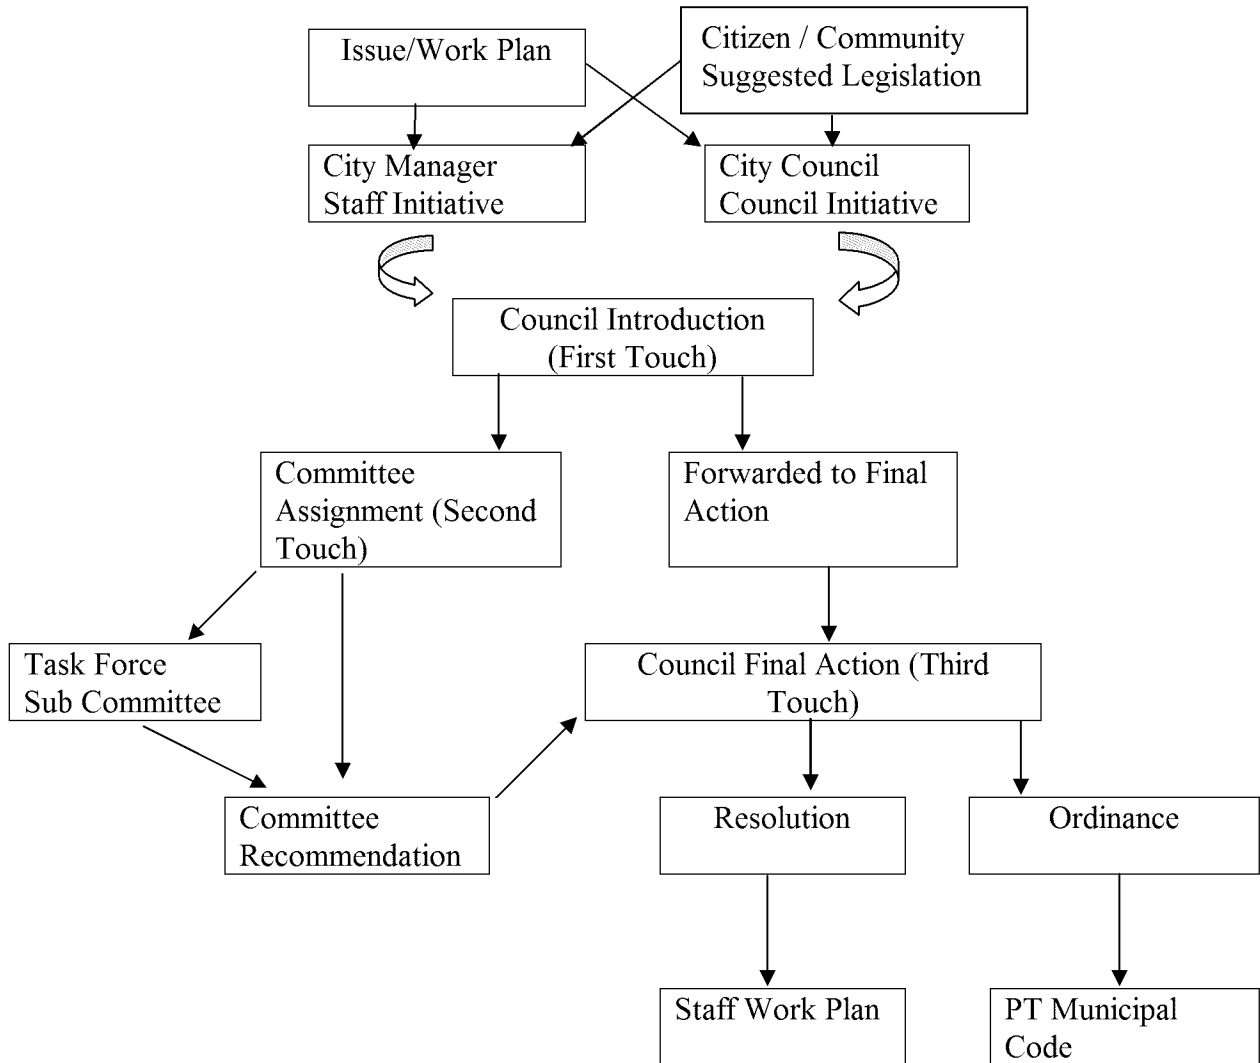 Issue/Work Plan
Citizen / Community
Suggested Legislation
City Manager
Staff Initiative
City Council
Council Initiative
Council Introduction
(First Touch)
Committee
Assignment (Second
Touch)
Forwarded to Final
Action
Task Force
Sub Committee
Council Final Action (Third
Touch)
Committee
Recommendation
Resolution
Ordinance
Staff Work Plan
PT Municipal
Code